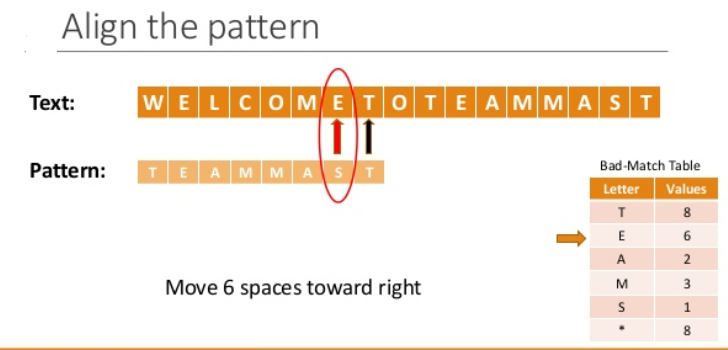 Align the pattern
Text: W E L C O M E T O T E A M M A S T
Pattern: T E A M M A S T
Bad-Match Table
Letter Values
T 8
E 6
A 2
M 3
S 1
* 8
Move 6 spaces toward right